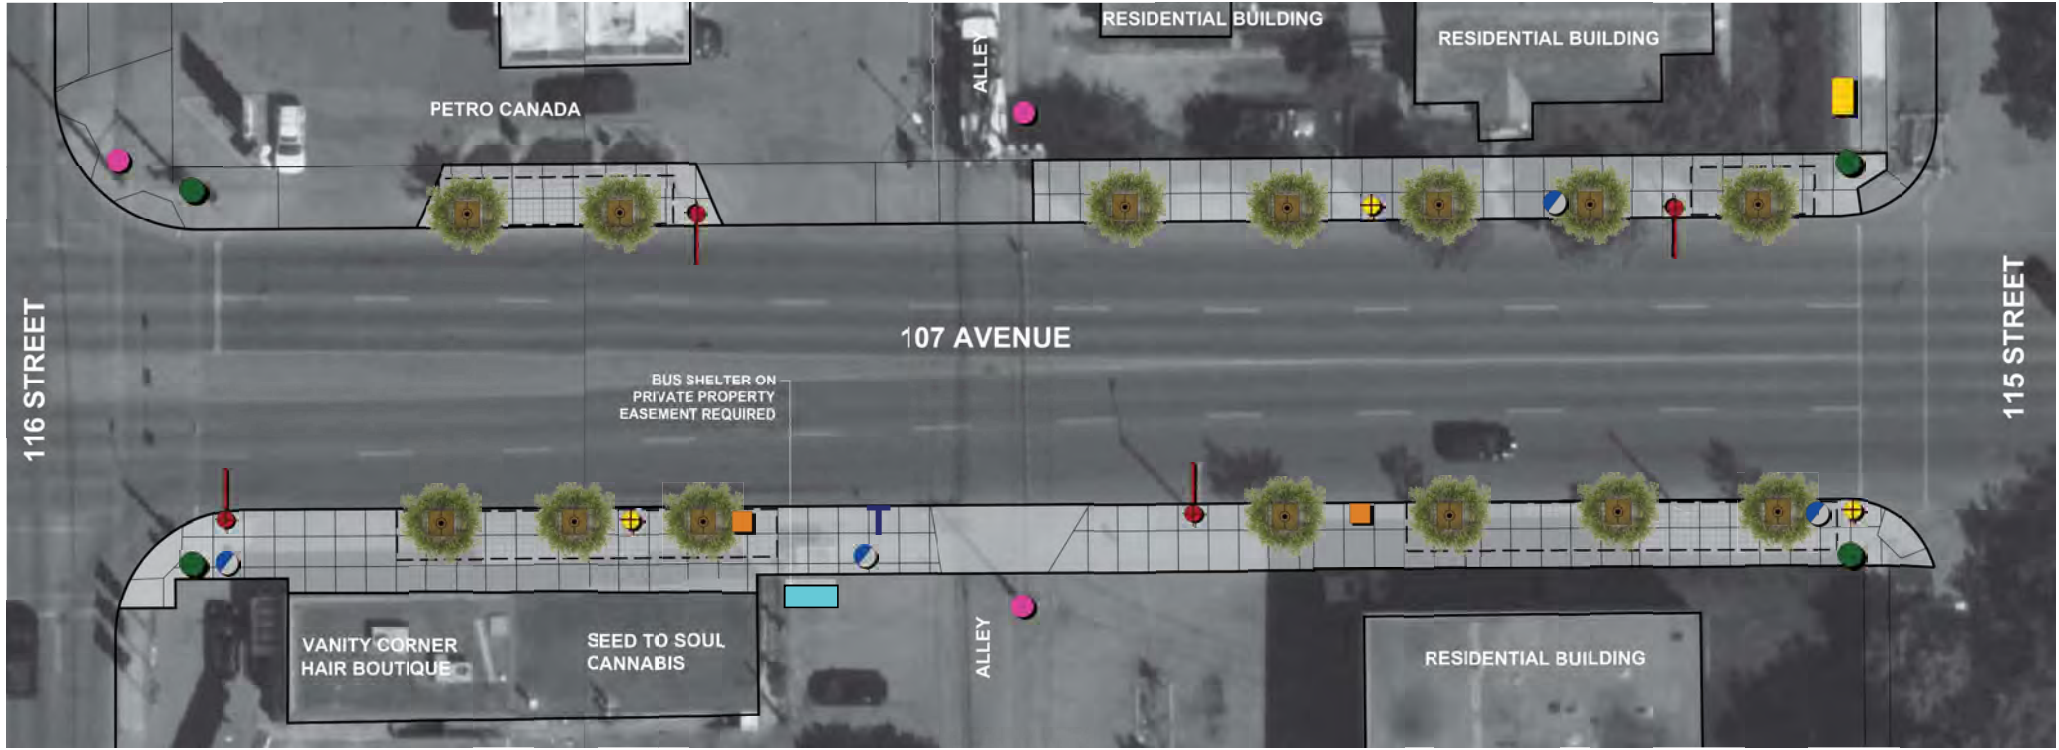 RESIDENTIAL BUILDING
RESIDENTIAL BUILDING
ALLEY
PETRO CANADA
116 STREET
107 AVENUE
115 STREET
BUS SHELTER ON
PRIVATE PROPERTY
EASEMENT REQUIRED
VANITY CORNER
HAIR BOUTIQUE
SEED TO SOUL
CANNABIS
ALLEY
RESIDENTIAL BUILDING